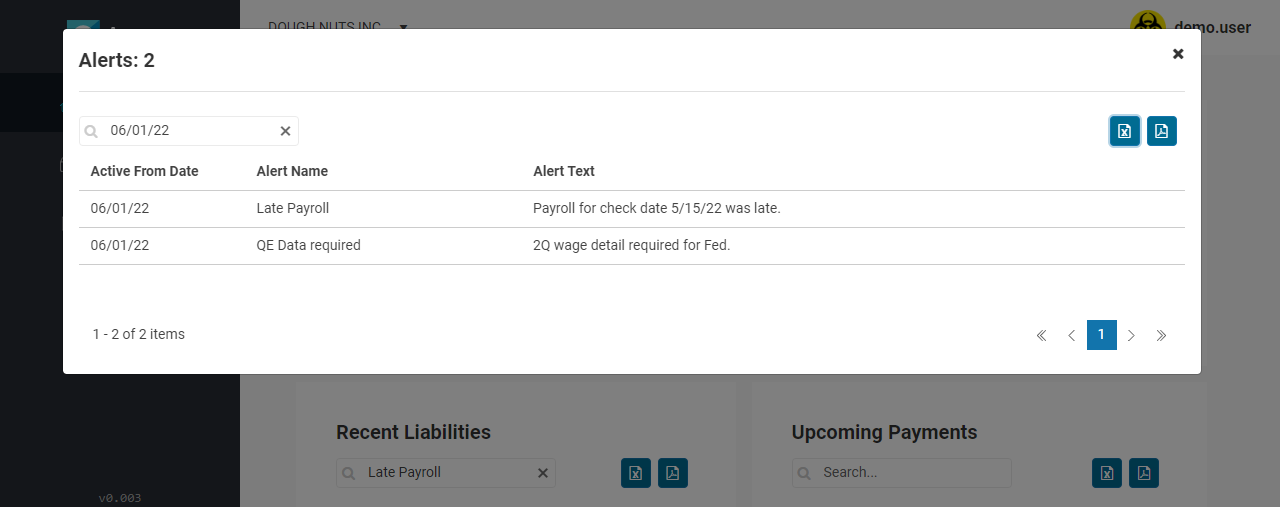 DOUGH NUTS INC
demo.user
Alerts: 2
06/01/22
Active From Date Alert Name Alert Text
06/01/22 Late Payroll Payroll for check date 5/15/22 was late.
06/01/22 QE Data required 2Q wage detail required for Fed.
1 - 2 of 2 items
1
Recent Liabilities Upcoming Payments
Late Payroll Search...
v0.003